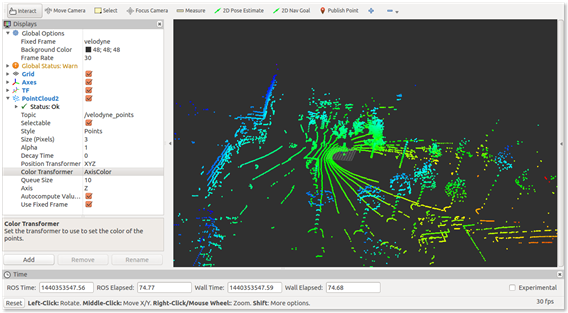 Interact Move Camera Select Focus Camera Measure 2D Pose Estimate 2D Nav Goal Publish Point
Displays
Global Options
Fixed Frame velodyne
Background Color 48; 48; 48
Frame Rate 30
Global Status: Warn
Grid
Axes
TF
PointCloud2
Status: Ok
Topic /velodyne_points
Selectable
Style Points
Size (Pixels) 3
Alpha 1
Decay Time 0
Position Transformer XYZ
Color Transformer AxisColor
Queue Size 10
Axis Z
Autocompute Valu...
Use Fixed Frame
Color Transformer
Set the transformer to use to set the color of the
points.
Add Remove Rename
Time
ROS Time: 1440353547.56 ROS Elapsed: 74.77 Wall Time: 1440353547.59 Wall Elapsed: 74.68 Experimental
Reset Left-Click: Rotate. Middle-Click: Move X/Y. Right-Click/Mouse Wheel: Zoom. Shift: More options. 30 fps